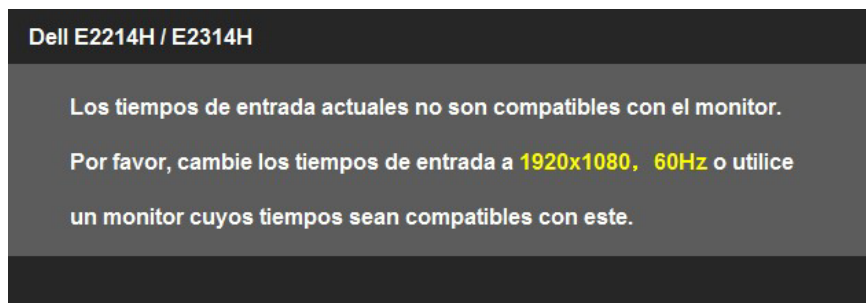 Dell E2214H / E2314H
Los tiempos de entrada actuales no son compatibles con el monitor.
Por favor, cambie los tiempos de entrada a 1920x1080，60Hz o utilice
un monitor cuyos tiempos sean compatibles con este.